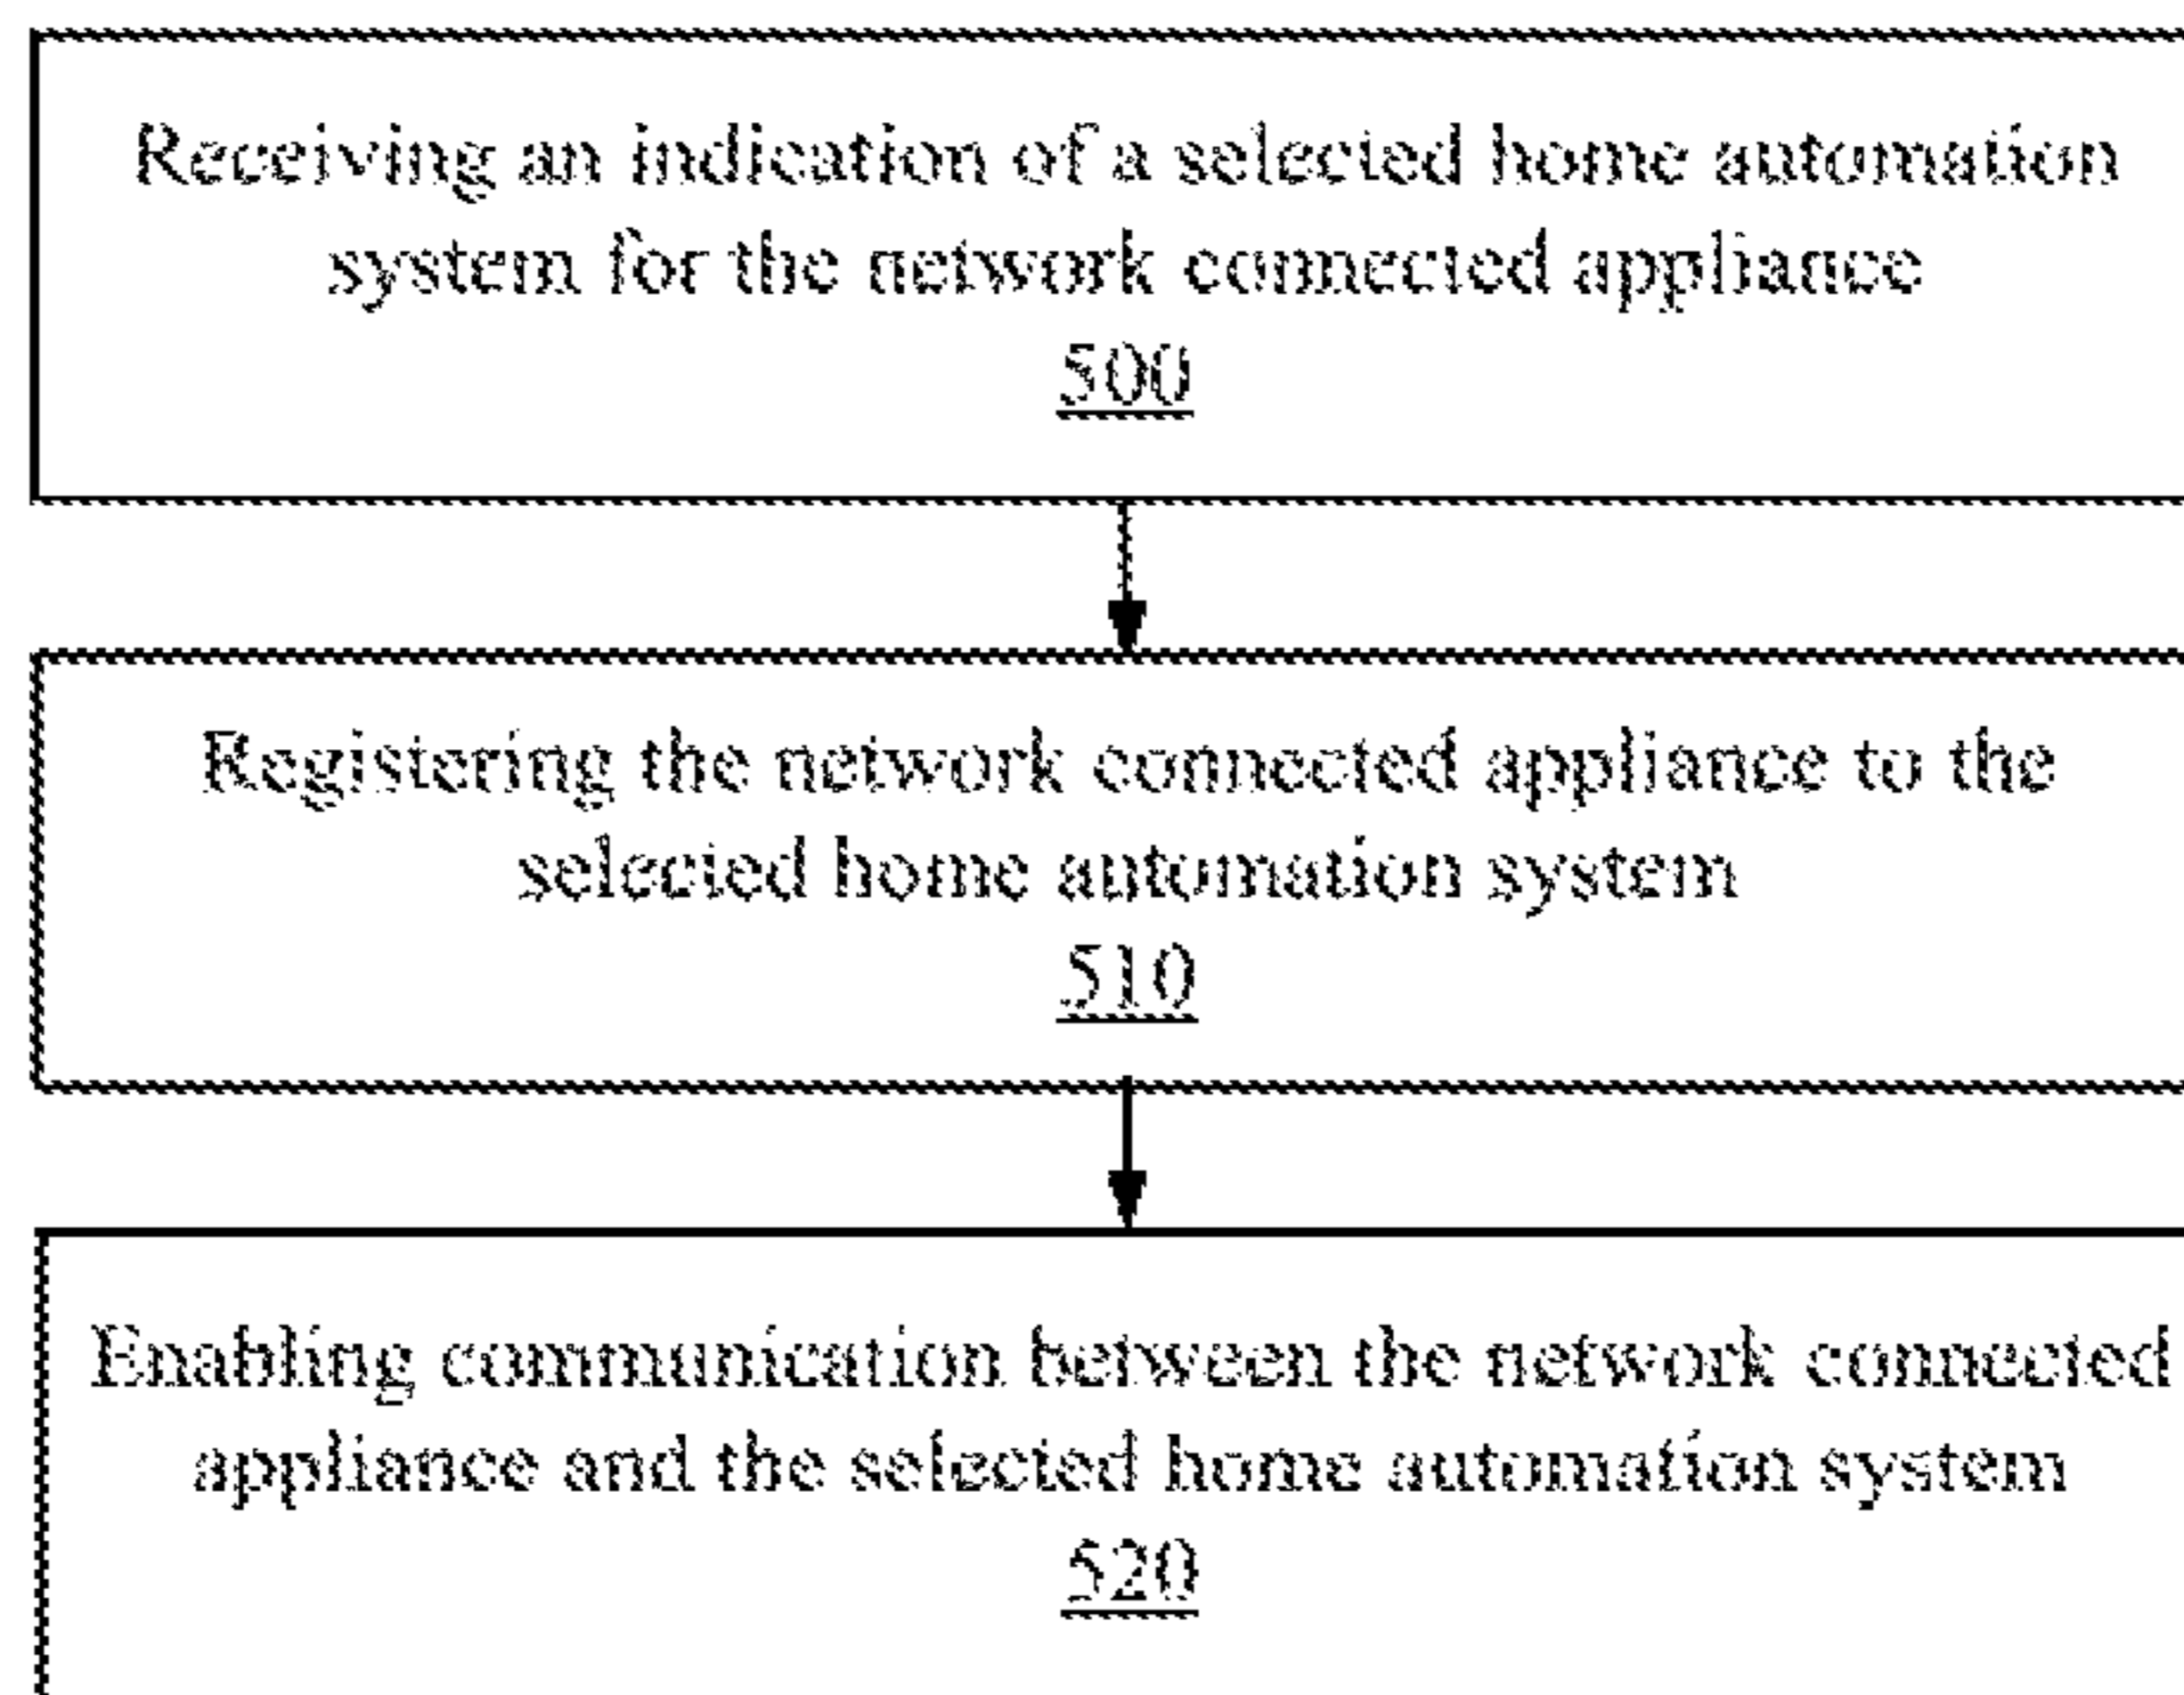 Receiving an indication of a selected home automation
system for the network connected appliance
500
Registering the network connected appliance to the
selected home automation system
510
Enabling communication between the network connected
appliance and the selected home automation system
520